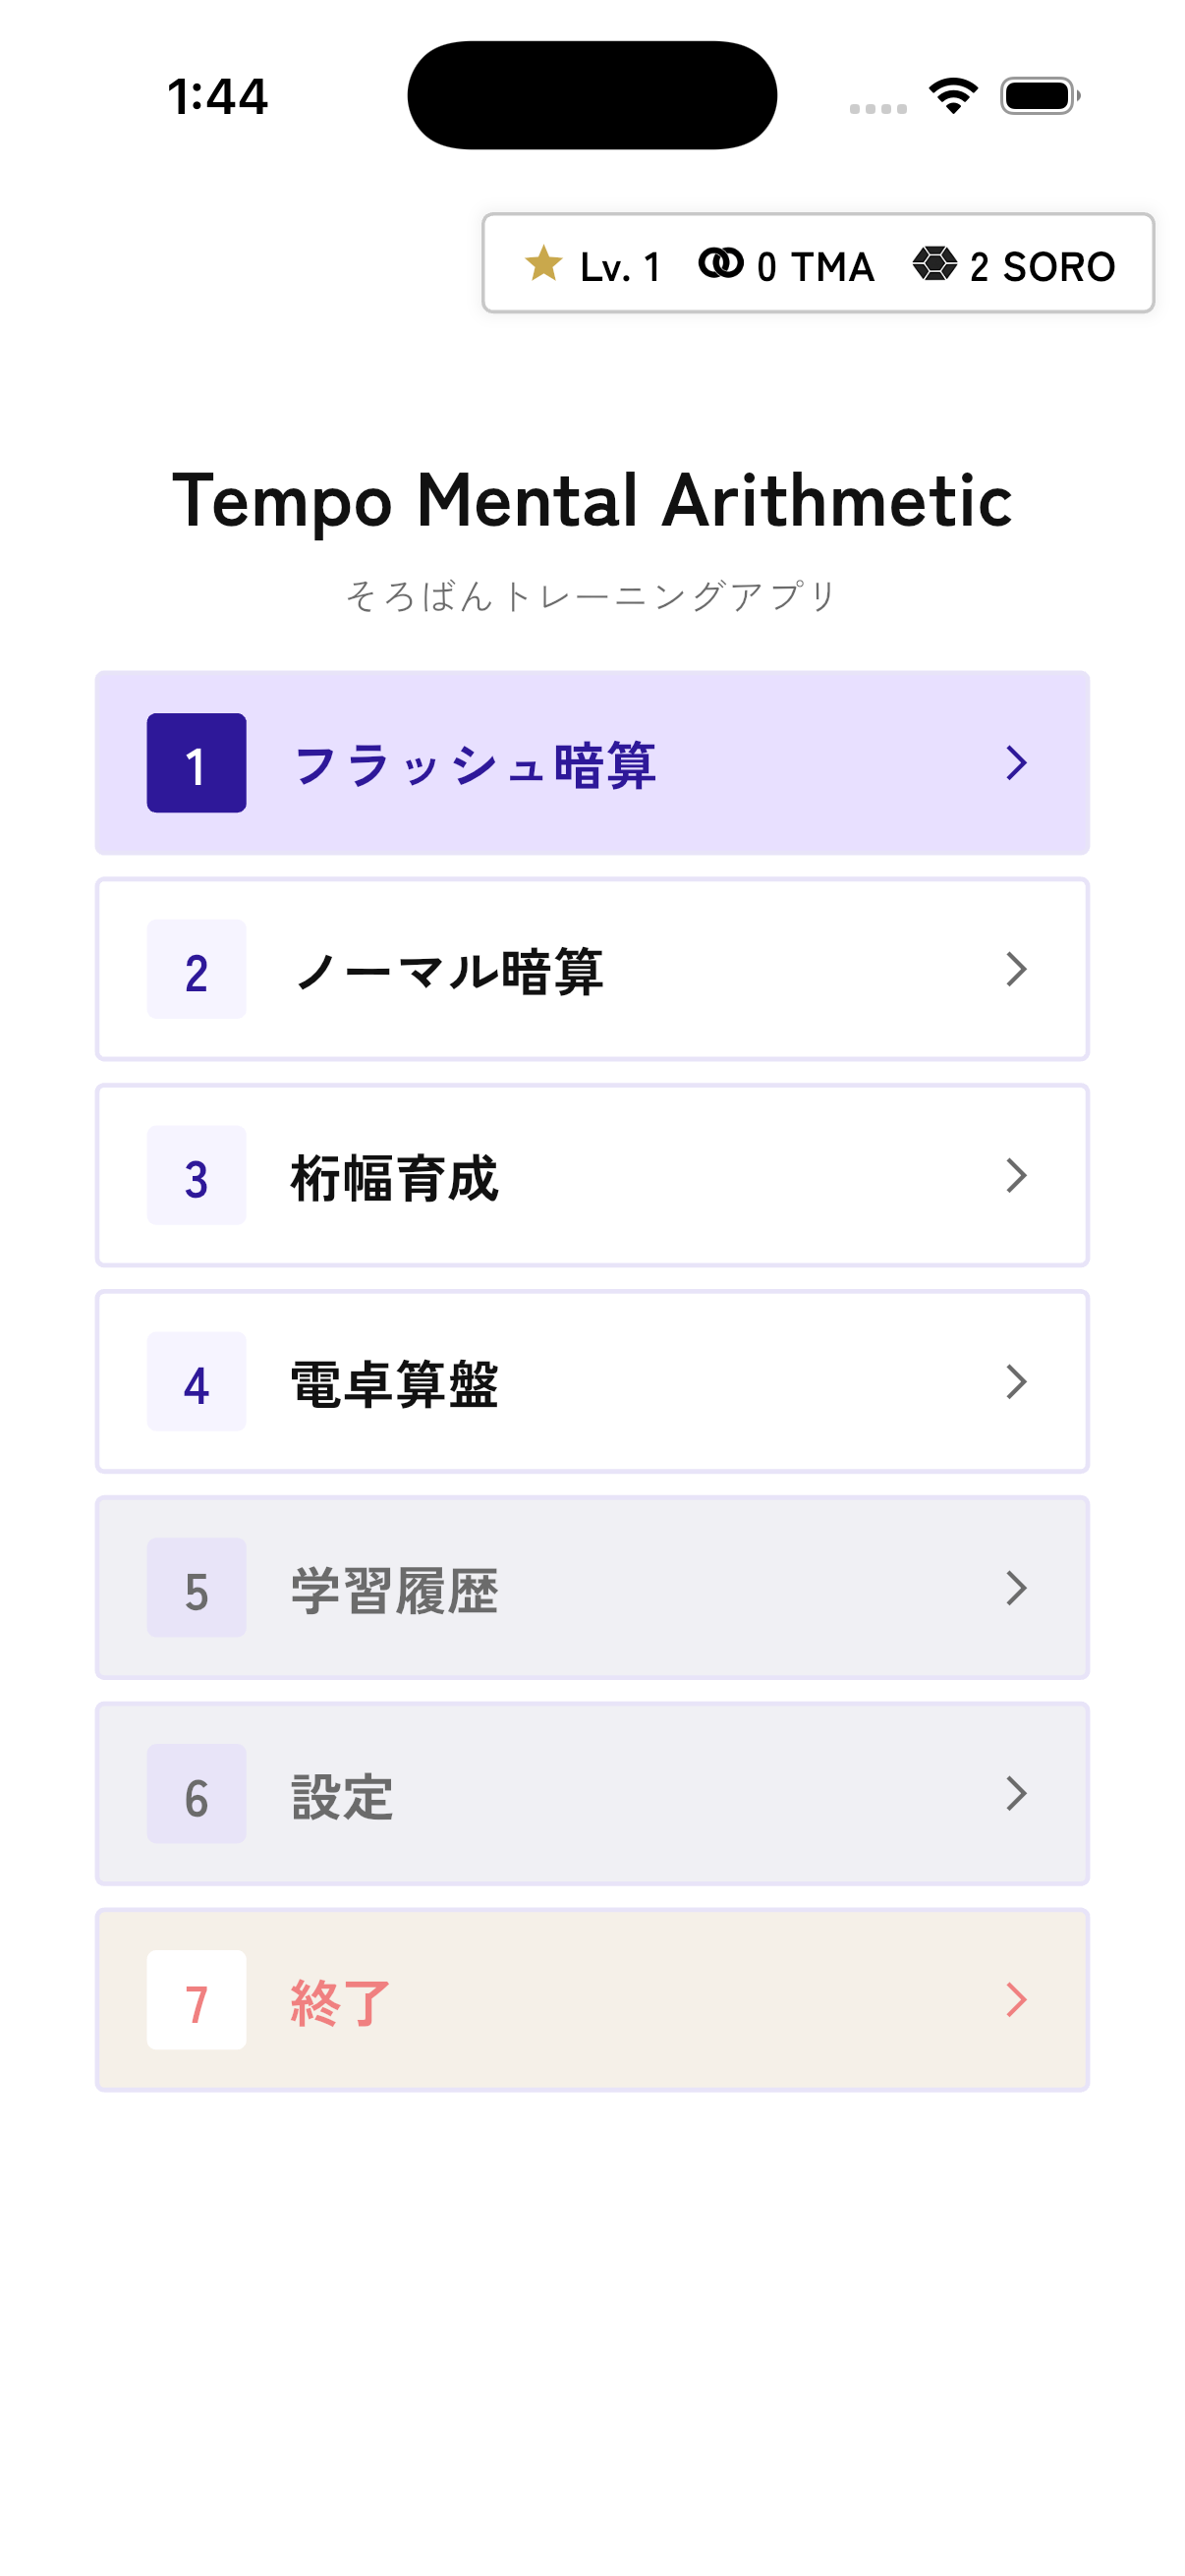 1:44
Lv. 1 0 TMA 2 SORO
Tempo Mental Arithmetic
そろばんトレーニングアプリ
1 フラッシュ暗算
2 ノーマル暗算
3 桁幅育成
4 電卓算盤
5 学習履歴
6 設定
7 終了